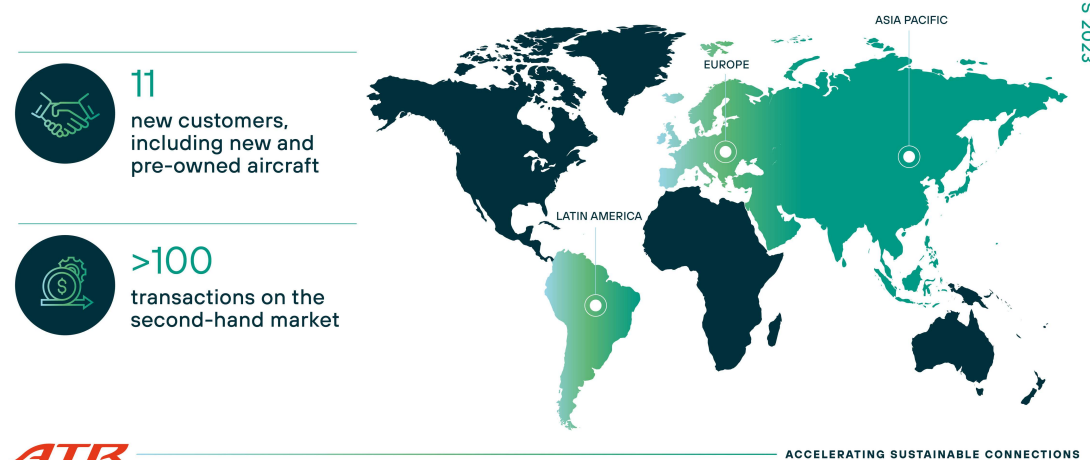 11
new customers,
including new and
pre-owned aircraft
>100
transactions on the
second-hand market
ASIA PACIFIC
EUROPE
LATIN AMERICA
$
S 2023
ATR
ACCELERATING SUSTAINABLE CONNECTIONS